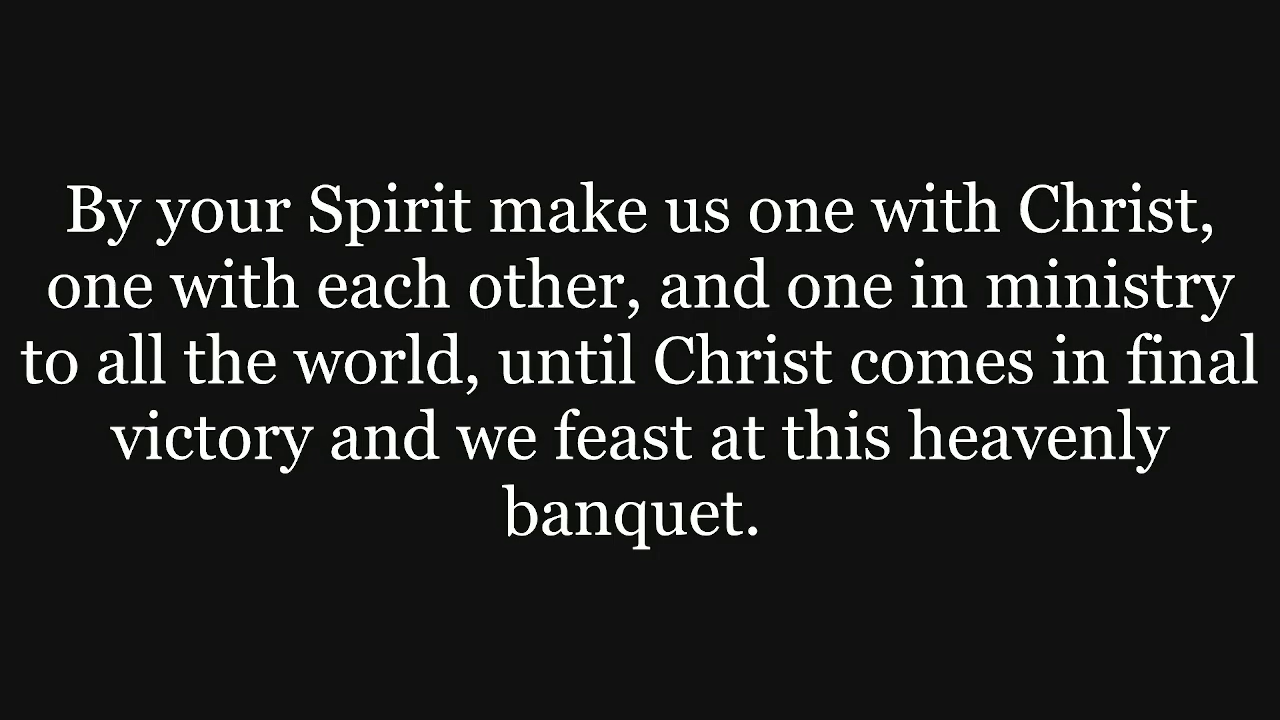 By your Spirit make us one with Christ,
one with each other, and one in ministry
to all the world, until Christ comes in final
victory and we feast at this heavenly
banquet.